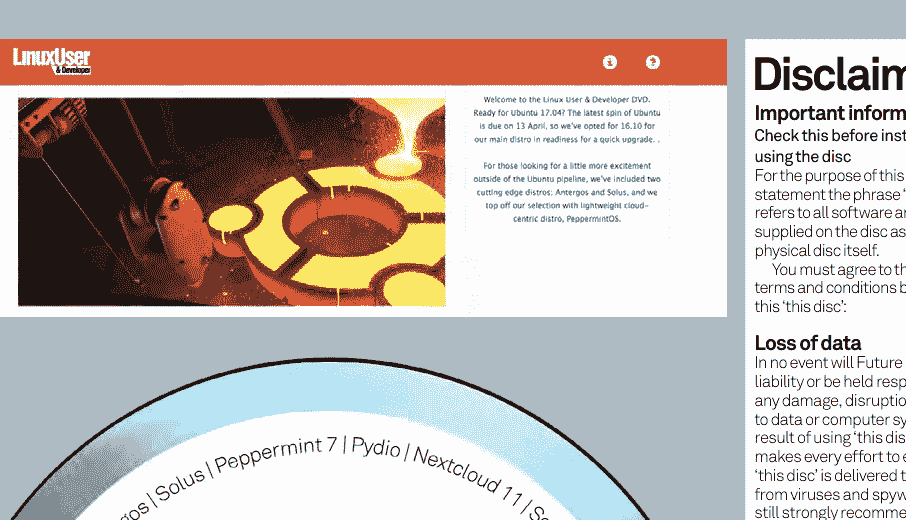 LinuxUser
& Developer
Welcome to the Linux User & Developer DVD.
Ready for Ubuntu 17.04? The latest spin of Ubuntu
is due on 13 April, so we've opted for 16.10 for
our main distro in readiness for a quick upgrade. .
For those looking for a little more excitement
outside of the Ubuntu pipeline, we've included two
cutting edge distros: Antergos and Solus, and we
top off our selection with lightweight cloud-
centric distro, PeppermintOS.
gos | Solus | Peppermint 7 | Pydio | Nextcloud 11 | S
Disclaim
Important inform
Check this before inst
using the disc
For the purpose of this
statement the phrase ‘
refers to all software ar
supplied on the disc as
physical disc itself.
You must agree to th
terms and conditions b
this ‘this disc’:
Loss of data
In no event will Future
liability or be held resp
any damage, disruptio
to data or computer sy
result of using ‘this dis
makes every effort to e
‘this disc’ is delivered t
from viruses and spyw
still strongly recomme